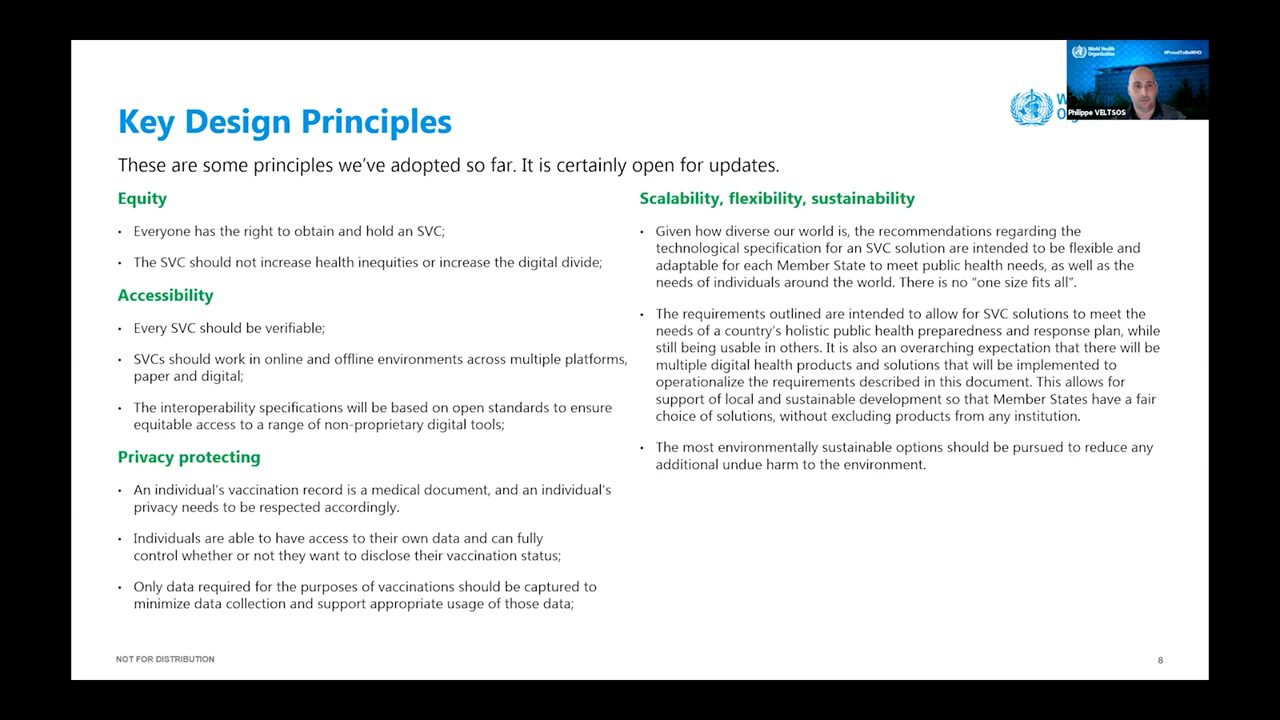 World Health
Organization
#ProudToBeWHO
Philippe VELTSOS
Key Design Principles
These are some principles we've adopted so far. It is certainly open for updates.
Equity
• Everyone has the right to obtain and hold an SVC;
• The SVC should not increase health inequities or increase the digital divide;
Accessibility
• Every SVC should be verifiable;
• SVCs should work in online and offline environments across multiple platforms,
paper and digital;
• The interoperability specifications will be based on open standards to ensure
equitable access to a range of non-proprietary digital tools;
Privacy protecting
• An individual's vaccination record is a medical document, and an individual's
privacy needs to be respected accordingly.
• Individuals are able to have access to their own data and can fully
control whether or not they want to disclose their vaccination status;
• Only data required for the purposes of vaccinations should be captured to
minimize data collection and support appropriate usage of those data;
Scalability, flexibility, sustainability
• Given how diverse our world is, the recommendations regarding the
technological specification for an SVC solution are intended to be flexible and
adaptable for each Member State to meet public health needs, as well as the
needs of individuals around the world. There is no “one size fits all”.
• The requirements outlined are intended to allow for SVC solutions to meet the
needs of a country's holistic public health preparedness and response plan, while
still being usable in others. It is also an overarching expectation that there will be
multiple digital health products and solutions that will be implemented to
operationalize the requirements described in this document. This allows for
support of local and sustainable development so that Member States have a fair
choice of solutions, without excluding products from any institution.
• The most environmentally sustainable options should be pursued to reduce any
additional undue harm to the environment.
NOT FOR DISTRIBUTION
8